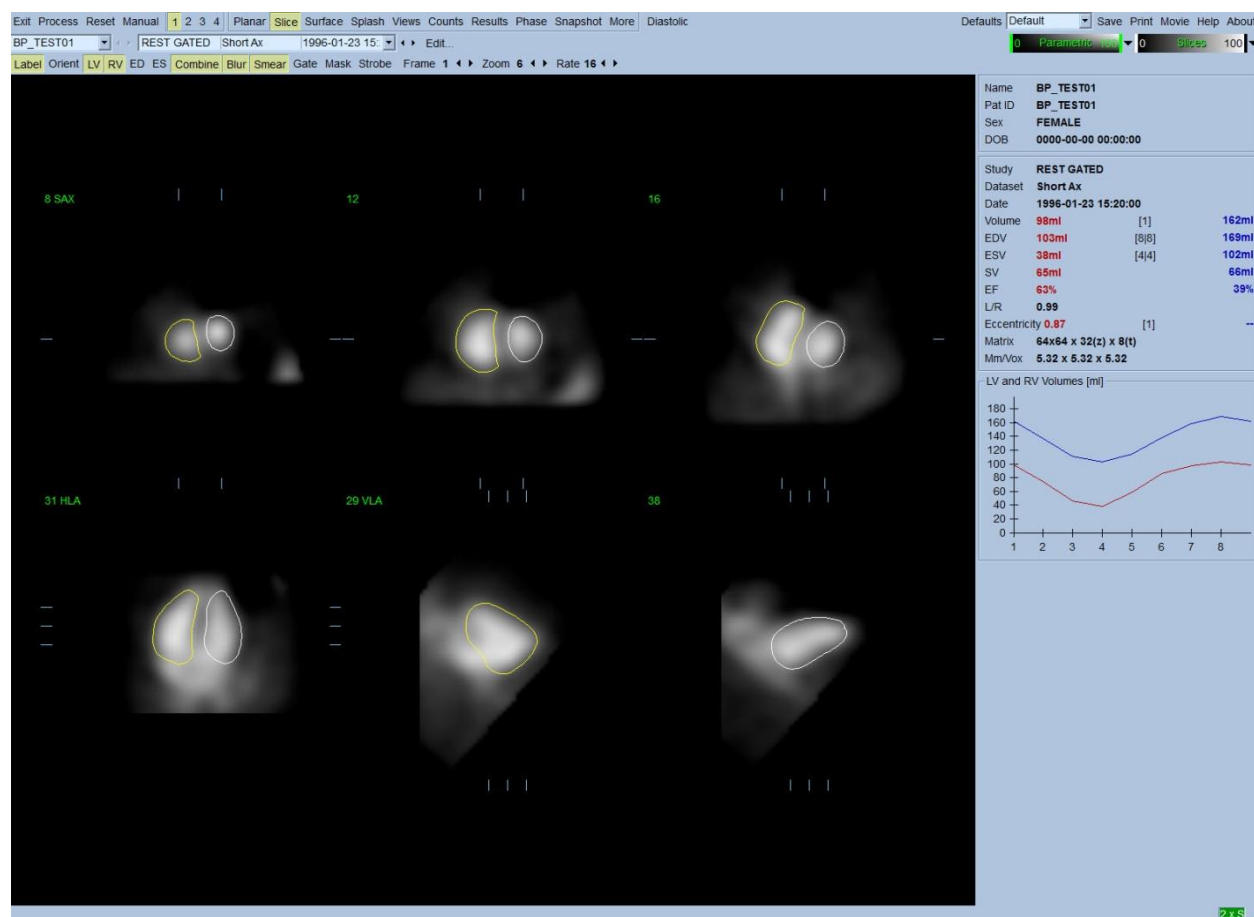 Exit Process Reset Manual 1 2 3 4 Planar Slice Surface Splash Views Counts Results Phase Snapshot More Diastolic Defaults Default Save Print Movie Help About
BP_TEST01 REST GATED Short Ax 1996-01-23 15: Edit... 0 Parametric 0 Slices 100
Label Orient LV RV ED ES Combine Blur Smear Gate Mask Strobe Frame 1 Zoom 6 Rate 16
Name BP_TEST01
Pat ID BP_TEST01
Sex FEMALE
DOB 0000-00-00 00:00:00
Study REST GATED
Dataset Short Ax
Date 1996-01-23 15:20:00
Volume 98ml [1] 162ml
EDV 103ml [8|8] 169ml
ESV 38ml [4|4] 102ml
SV 65ml 66ml
EF 63% 39%
L/R 0.99
Eccentricity 0.87 [1] --
Matrix 64x64 x 32(z) x 8(t)
Mm/Vox 5.32 x 5.32 x 5.32
LV and RV Volumes [ml]
180
160
140
120
100
80
60
40
20
0
1 2 3 4 5 6 7 8
8 SAX 12 16
31 HLA 29 VLA 38
2 x S